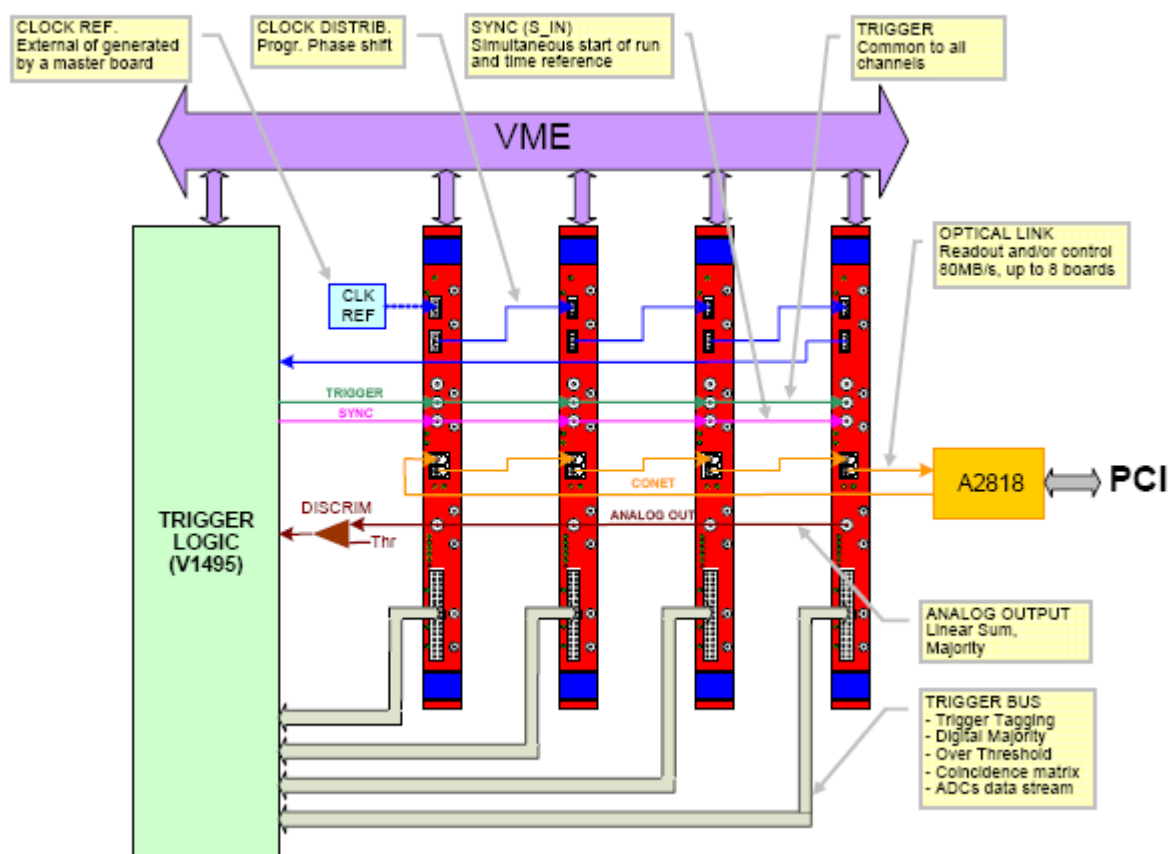 CLOCK REF.
External of generated
by a master board
CLOCK DISTRIB.
Progr. Phase shift
SYNC (S_IN)
Simultaneous start of run
and time reference
TRIGGER
Common to all
channels
VME
OPTICAL LINK
Readout and/or control
80MB/s, up to 8 boards
CLK
REF
TRIGGER
SYNC
CONET
A2818
PCI
DISCRIM
ANALOG OUT
Thr
TRIGGER
LOGIC
(V1495)
ANALOG OUTPUT
Linear Sum,
Majority
TRIGGER BUS
- Trigger Tagging
- Digital Majority
- Over Threshold
- Coincidence matrix
- ADCs data stream